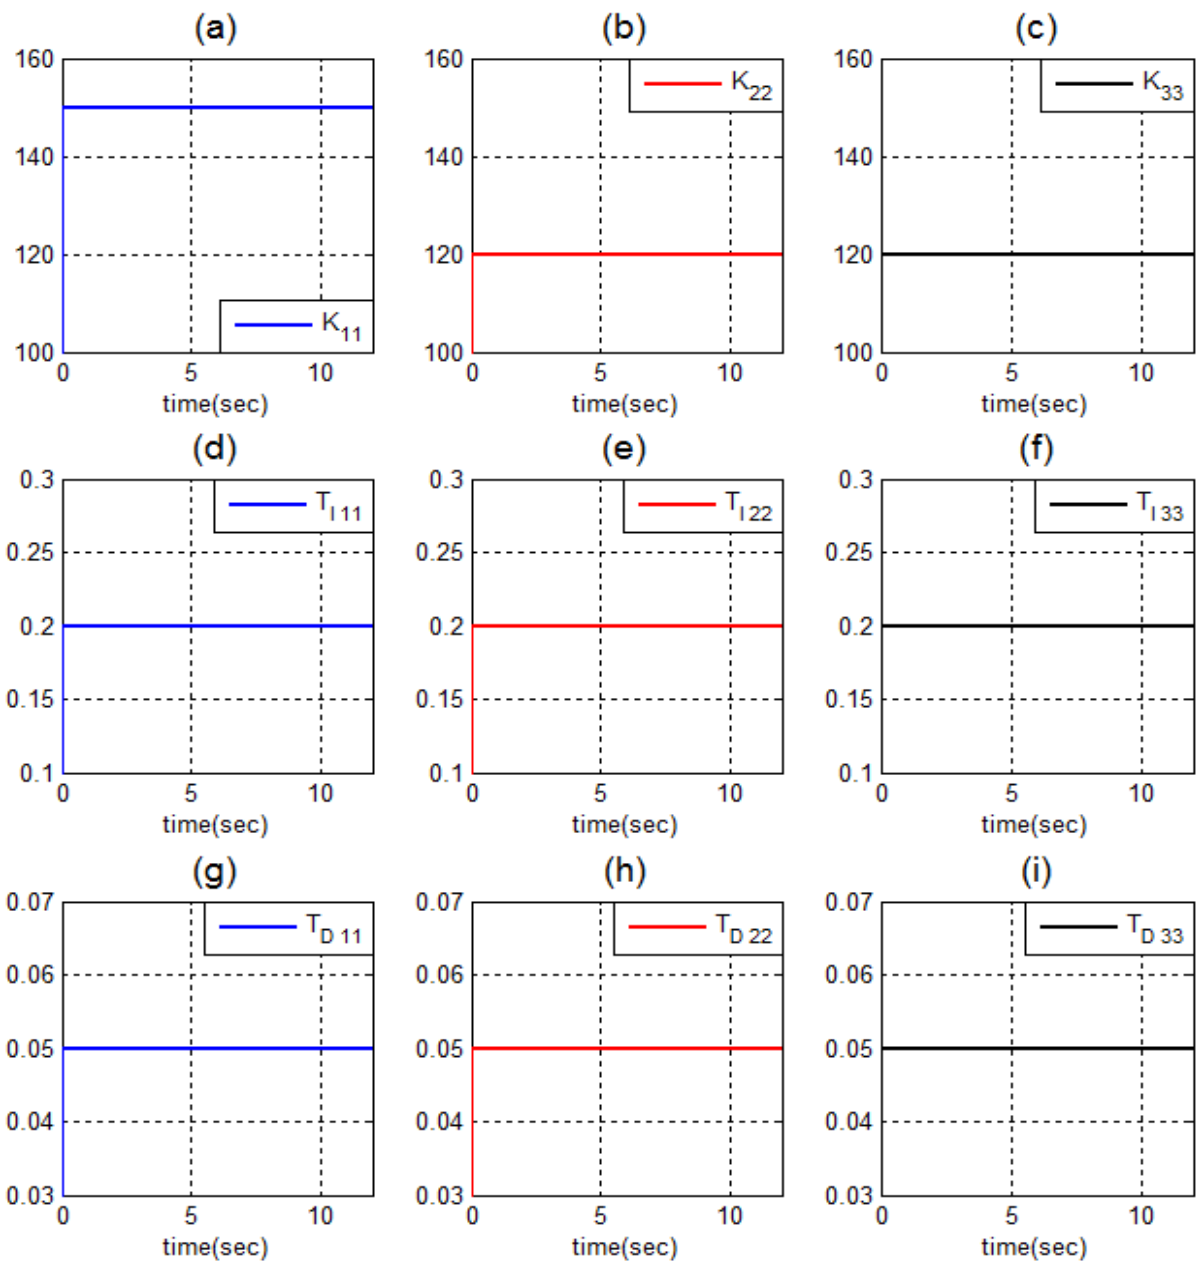 (a)
160
140
120
100
K11
0
5
10
time(sec)
(b)
160
140
120
100
K22
0
5
10
time(sec)
(c)
160
140
120
100
K33
0
5
10
time(sec)
(d)
0.3
0.25
0.2
0.15
0.1
TI 11
0
5
10
time(sec)
(e)
0.3
0.25
0.2
0.15
0.1
TI 22
0
5
10
time(sec)
(f)
0.3
0.25
0.2
0.15
0.1
TI 33
0
5
10
time(sec)
(g)
0.07
0.06
0.05
0.04
0.03
TD 11
0
5
10
time(sec)
(h)
0.07
0.06
0.05
0.04
0.03
TD 22
0
5
10
time(sec)
(i)
0.07
0.06
0.05
0.04
0.03
TD 33
0
5
10
time(sec)